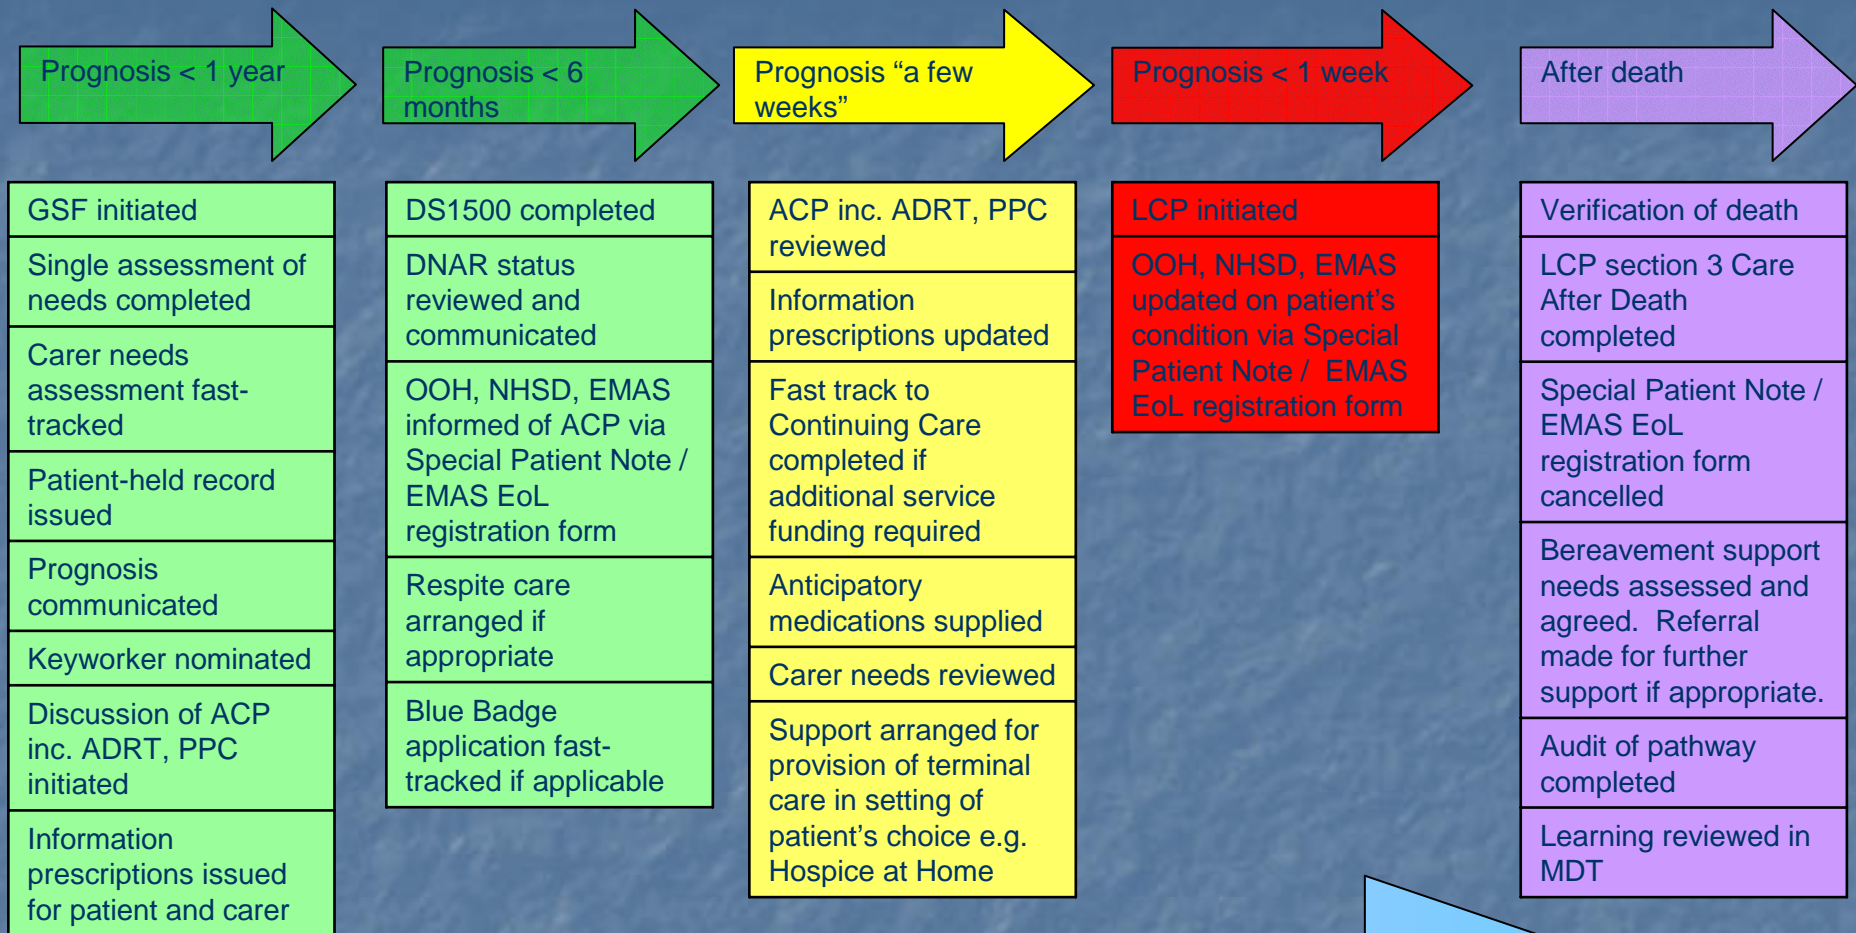 Prognosis < 1 year
GSF initiated
Single assessment of
needs completed
Carer needs
assessment fast-
tracked
Patient-held record
issued
Prognosis
communicated
Keyworker nominated
Discussion of ACP
inc. ADRT, PPC
initiated
Information
prescriptions issued
for patient and carer
Prognosis < 6
months
DS1500 completed
DNAR status
reviewed and
communicated
OOH, NHSD, EMAS
informed of ACP via
Special Patient Note /
EMAS EoL
registration form
Respite care
arranged if
appropriate
Blue Badge
application fast-
tracked if applicable
Prognosis “a few
weeks”
ACP inc. ADRT, PPC
reviewed
Information
prescriptions updated
Fast track to
Continuing Care
completed if
additional service
funding required
Anticipatory
medications supplied
Carer needs reviewed
Support arranged for
provision of terminal
care in setting of
patient’s choice e.g.
Hospice at Home
Prognosis < 1 week
LCP initiated
OOH, NHSD, EMAS
updated on patient’s
condition via Special
Patient Note /  EMAS
EoL registration form
After death
Verification of death
LCP section 3 Care
After Death
completed
Special Patient Note /
EMAS EoL
registration form
cancelled
Bereavement support
needs assessed and
agreed.  Referral
made for further
support if appropriate.
Audit of pathway
completed
Learning reviewed in
MDT